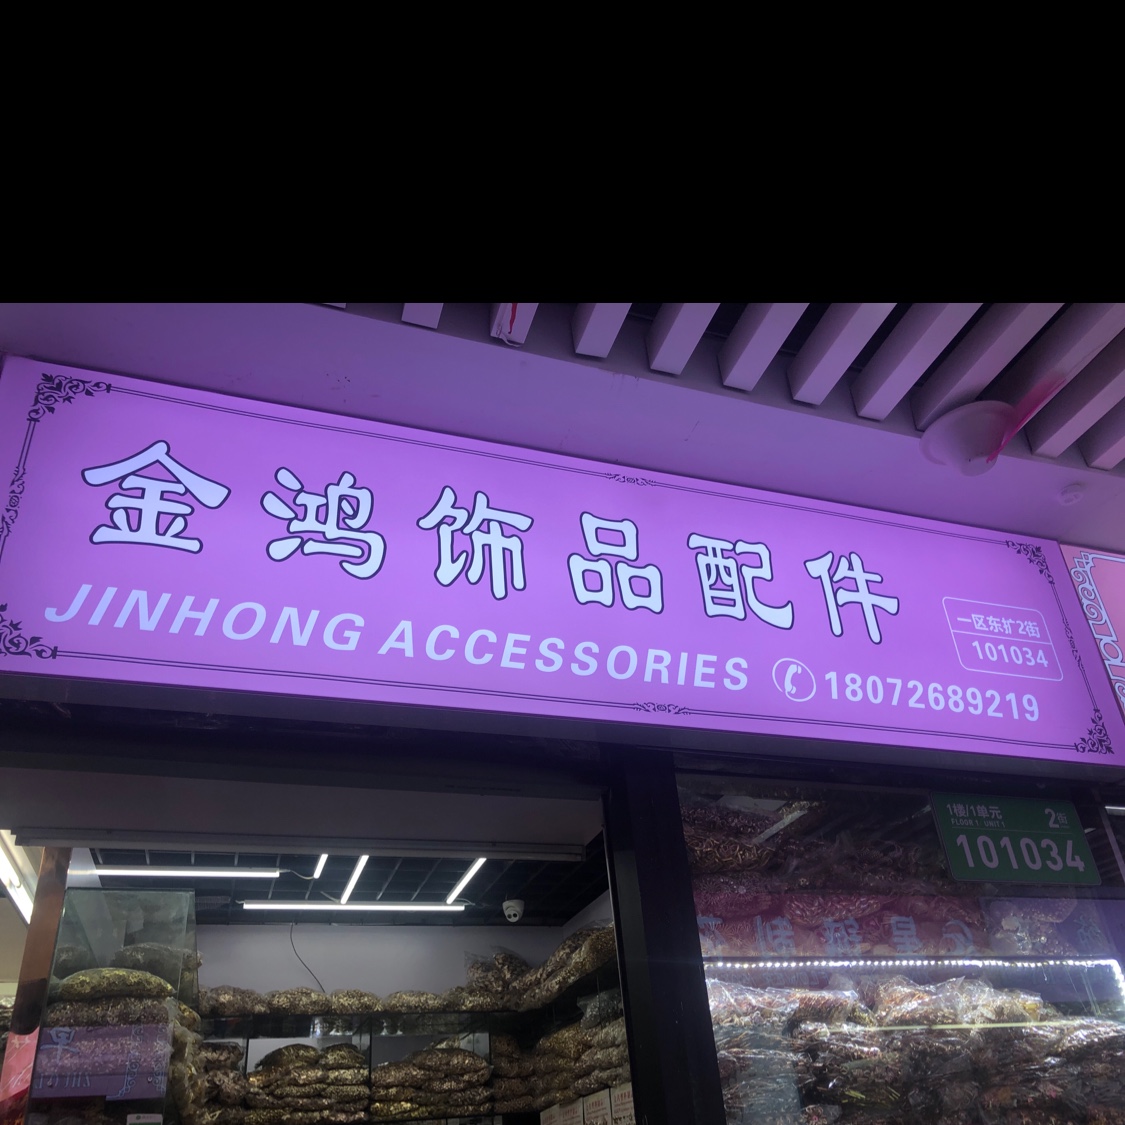 金鸿饰品配件
JINHONG ACCESSORIES
18072689219
一区东扩2街
101034
1楼/1单元
FLOOR 1 UNIT 1
2街
101034